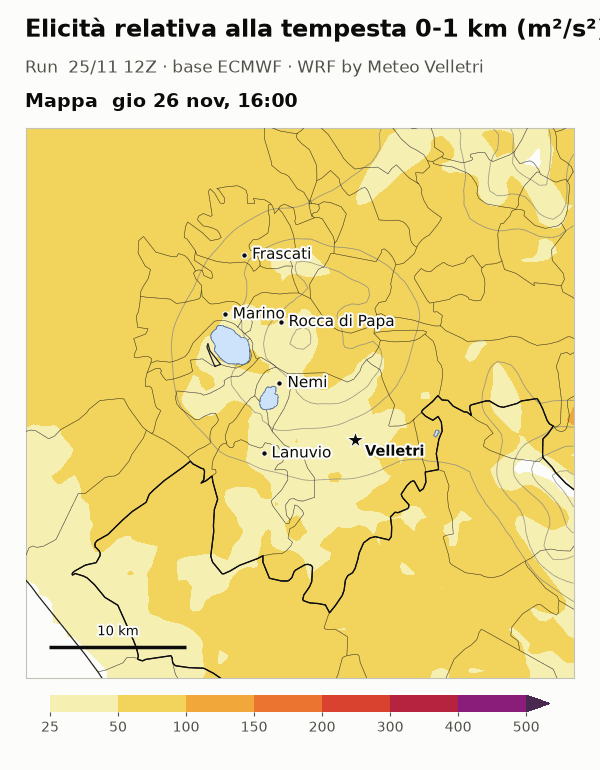 Elicità relativa alla tempesta 0-1 km (m²/s²)
Run  25/11 12Z · base ECMWF · WRF by Meteo Velletri
Mappa  gio 26 nov, 16:00
Frascati
Marino
Rocca di Papa
Nemi
Velletri
Lanuvio
10 km
25 50 100 150 200 300 400 500